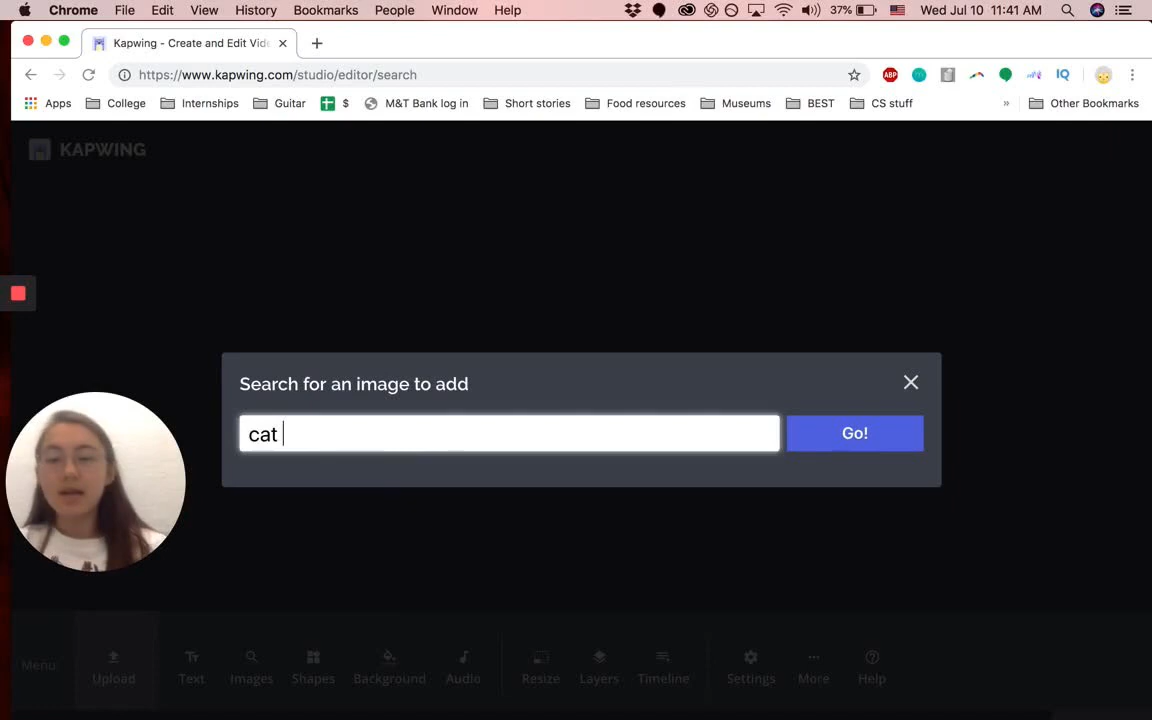 Chrome File Edit View History Bookmarks People Window Help 37% Wed Jul 10 11:41 AM
Kapwing - Create and Edit Vide
https://www.kapwing.com/studio/editor/search ABP IQ
Apps College Internships Guitar $ M&T Bank log in Short stories Food resources Museums BEST CS stuff » Other Bookmarks
KAPWING
Search for an image to add
cat Go!
Menu: Upload Text Images Shapes Background Audio Resize Layers Timeline Settings More Help